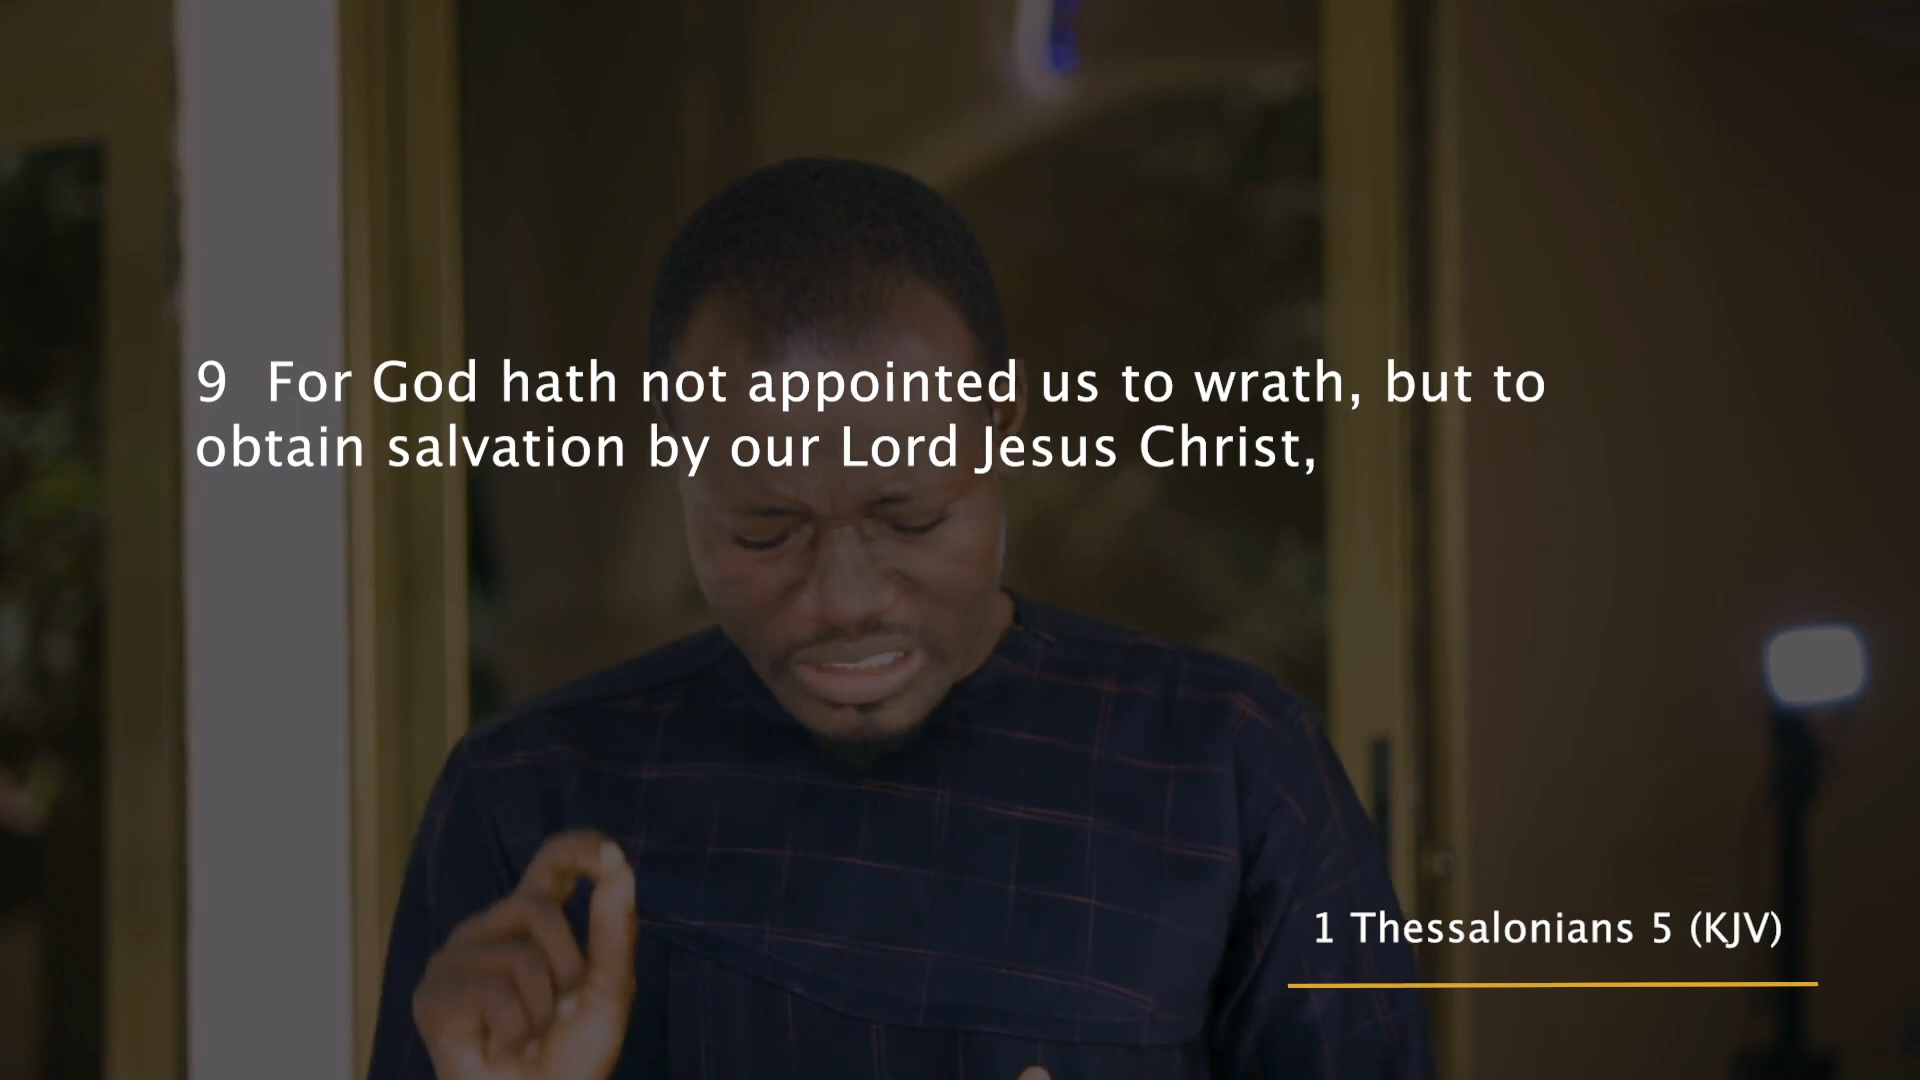 9 For God hath not appointed us to wrath, but to
obtain salvation by our Lord Jesus Christ,
1 Thessalonians 5 (KJV)